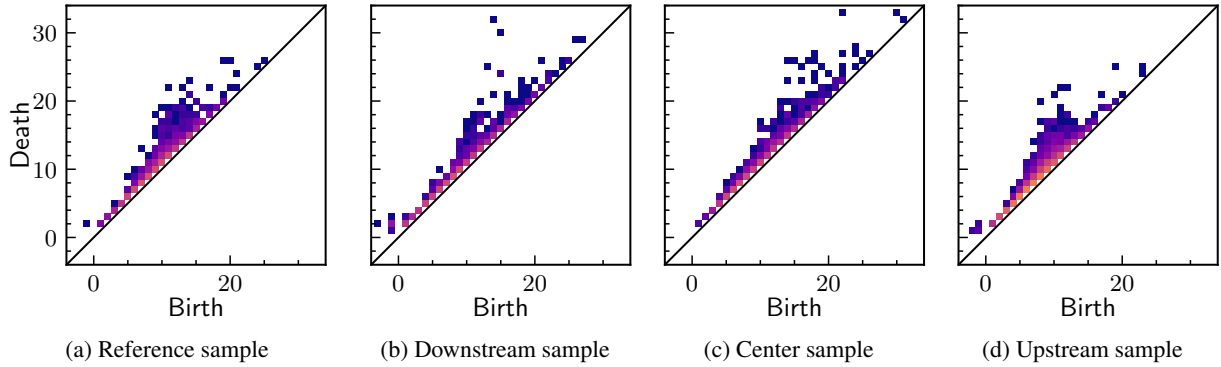 30
20
10
0
Death
0 20
Birth
0 20
Birth
0 20
Birth
0 20
Birth
(a) Reference sample
(b) Downstream sample
(c) Center sample
(d) Upstream sample